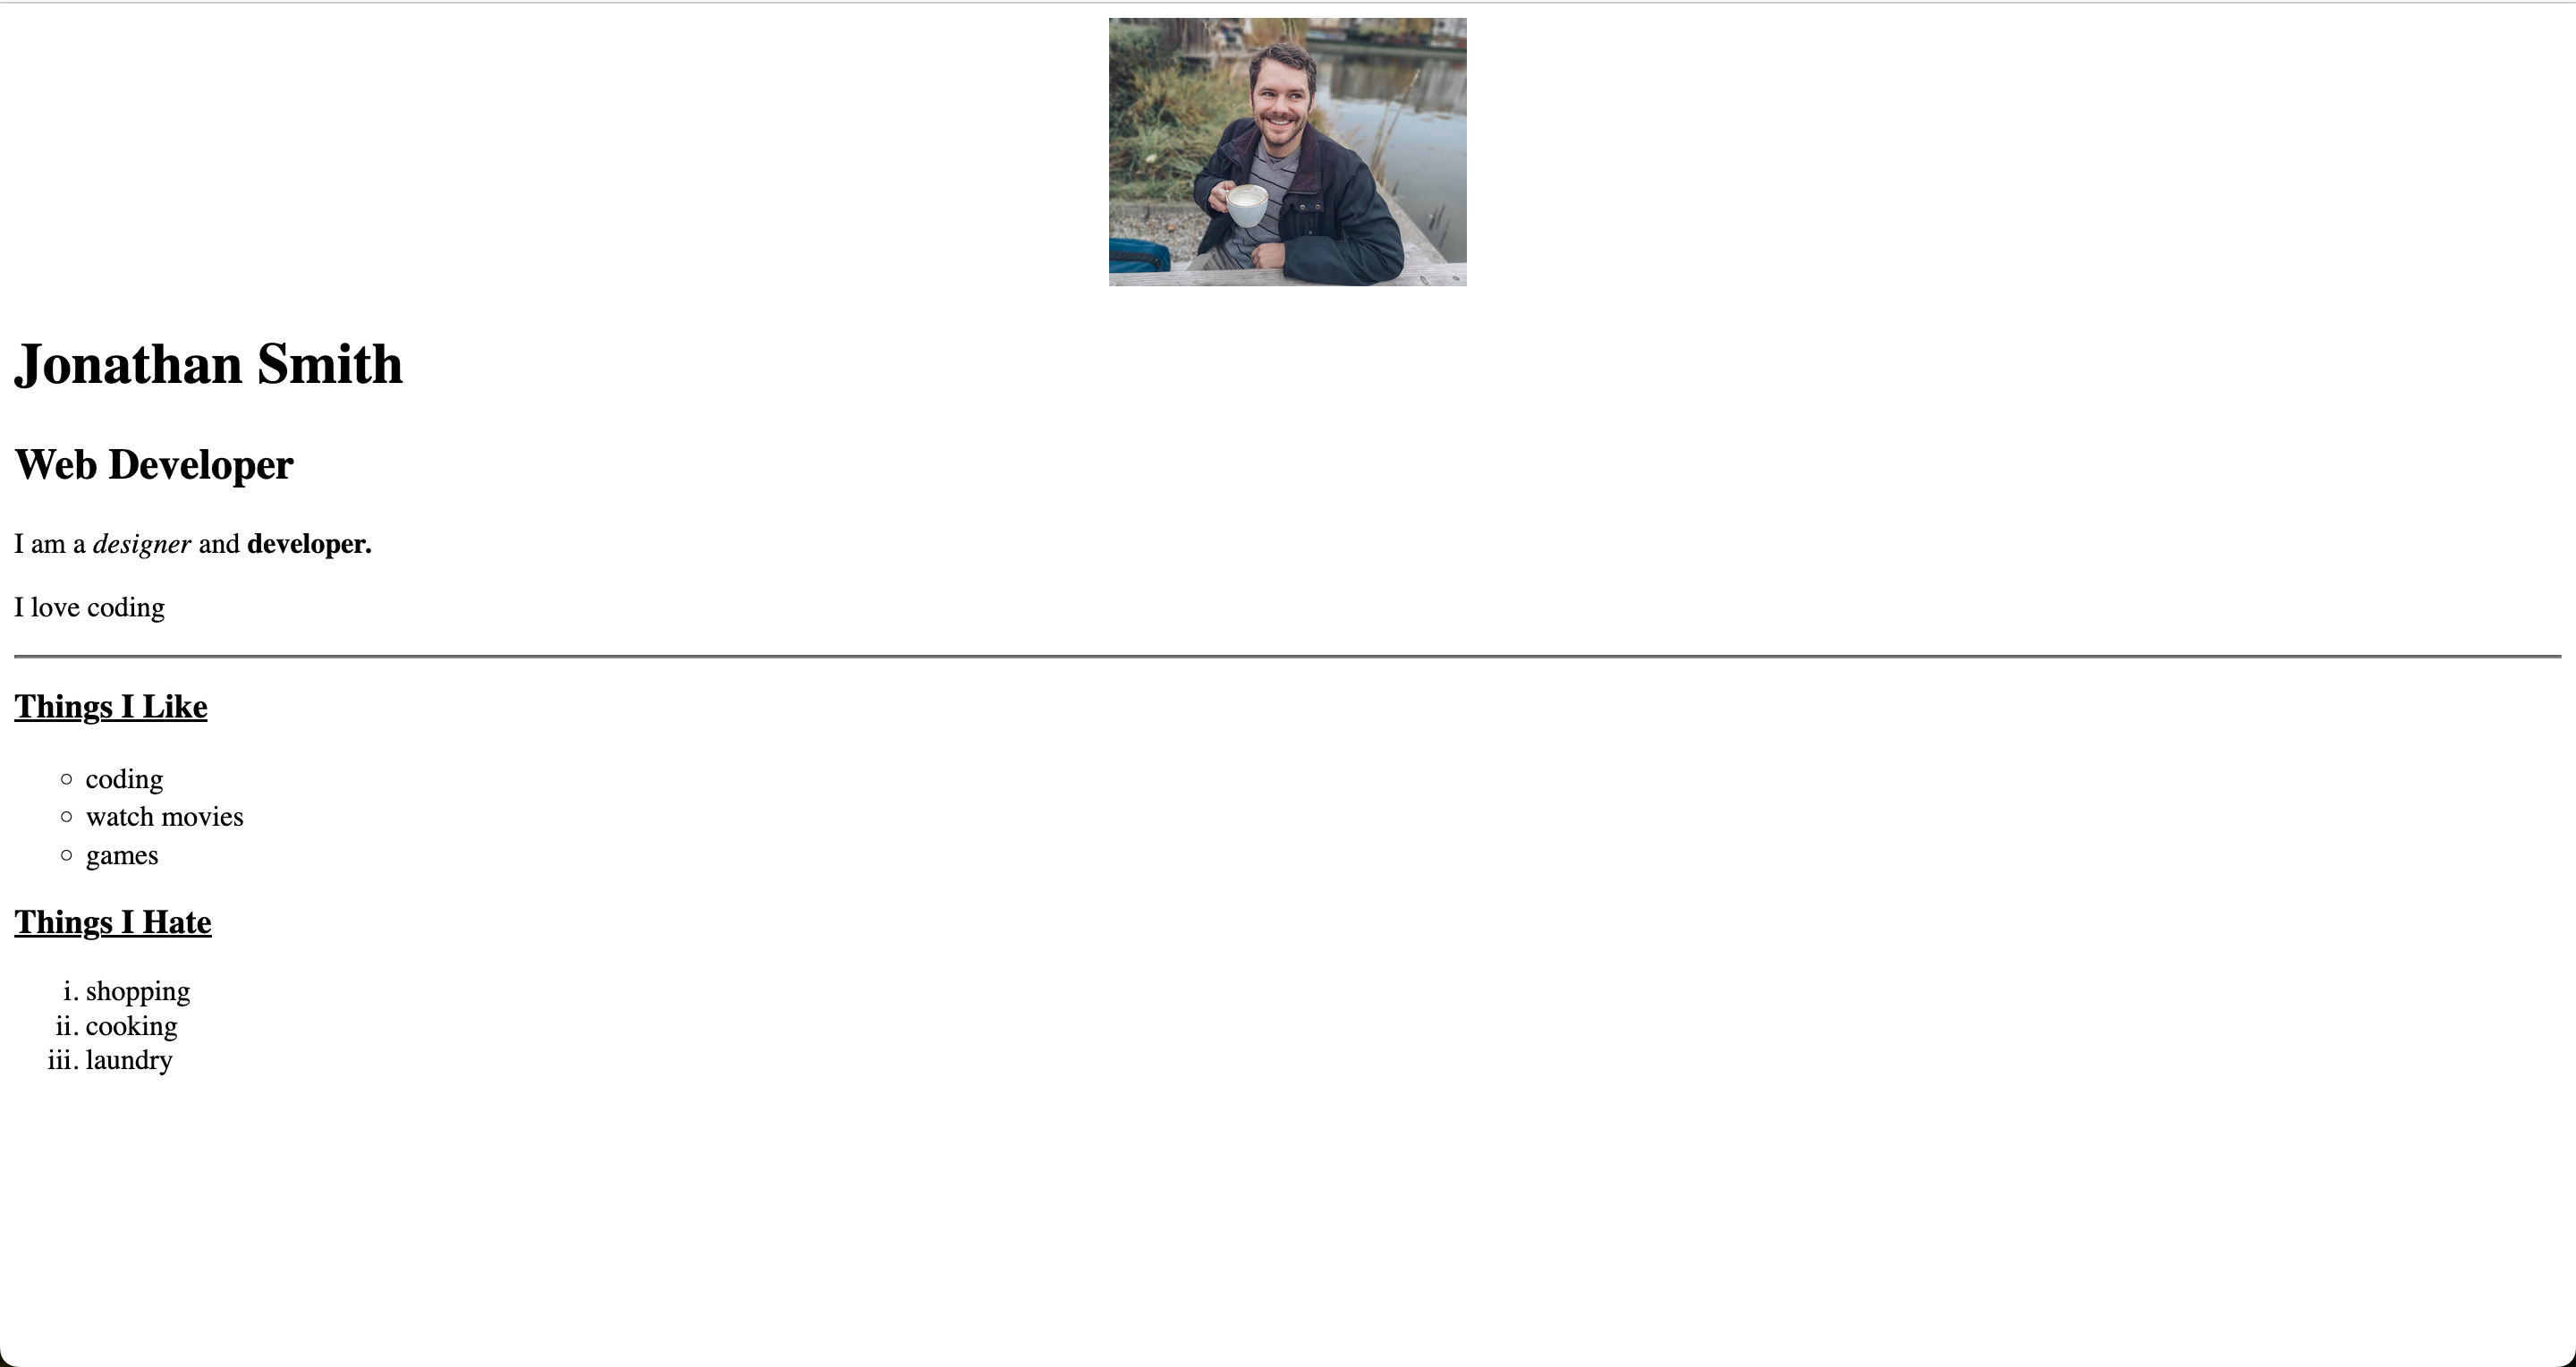 Jonathan Smith
Web Developer
I am a designer and developer.
I love coding
Things I Like
coding
watch movies
games
Things I Hate
i. shopping
ii. cooking
iii. laundry